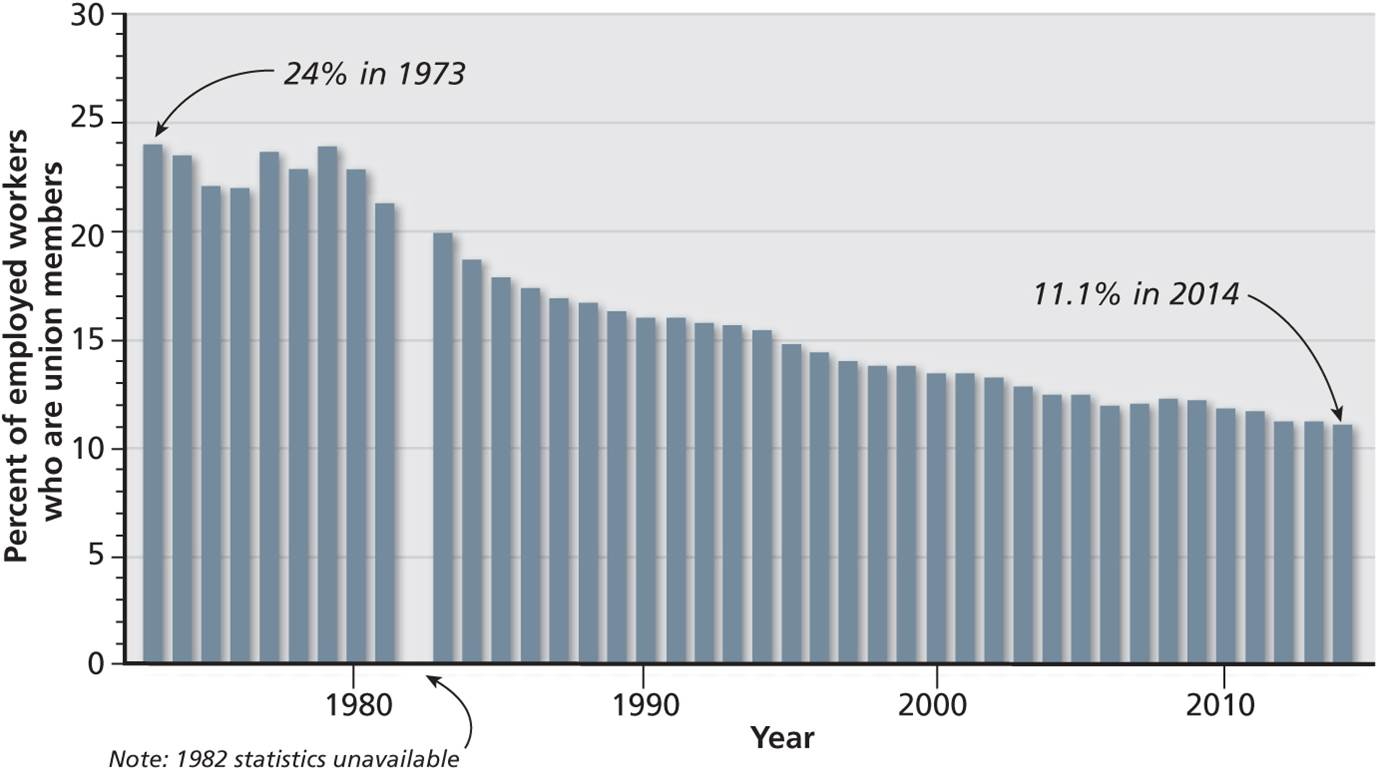 30
25
20
15
10
5
0
Percent of employed workers
who are union members
24% in 1973
11.1% in 2014
1980
1990
2000
2010
Year
Note: 1982 statistics unavailable